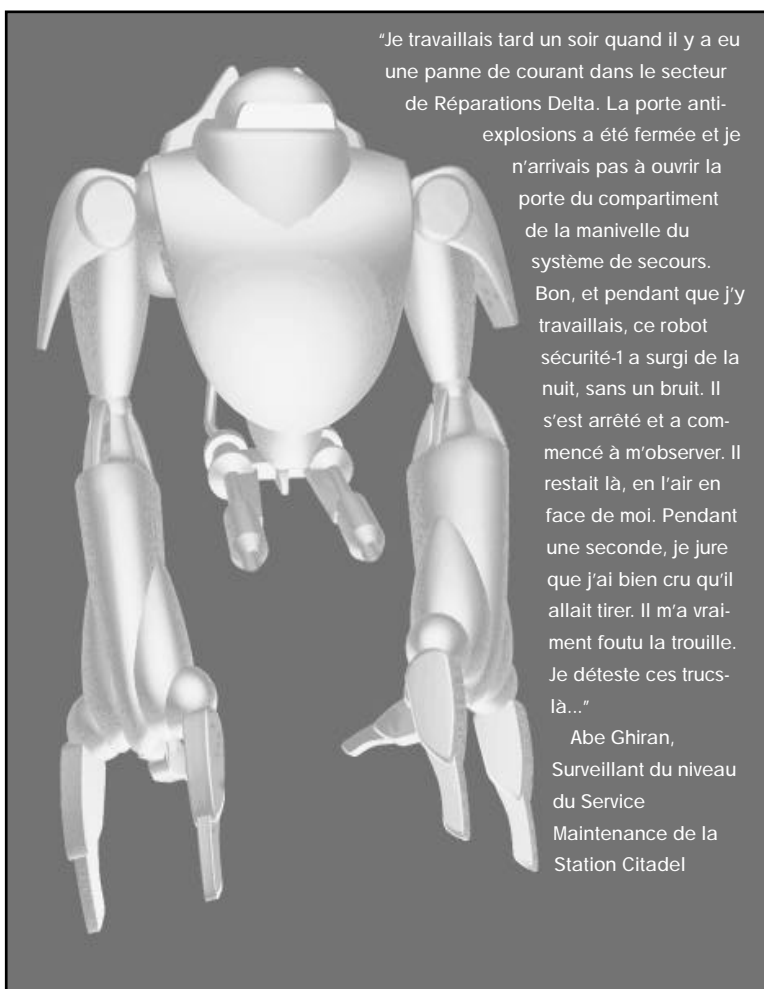 “Je travaillais tard un soir quand il y a eu
une panne de courant dans le secteur
de Réparations Delta. La porte anti-
explosions a été fermée et je
n’arrivais pas à ouvrir la
porte du compartiment
de la manivelle du
système de secours.
Bon, et pendant que j’y
travaillais, ce robot
sécurité-1 a surgi de la
nuit, sans un bruit. Il
s’est arrêté et a com-
mencé à m’observer. Il
restait là, en l’air en
face de moi. Pendant
une seconde, je jure
que j’ai bien cru qu’il
allait tirer. Il m’a vrai-
ment foutu la trouille.
Je déteste ces trucs-
là...”
Abe Ghiran,
Surveillant du niveau
du Service
Maintenance de la
Station Citadel